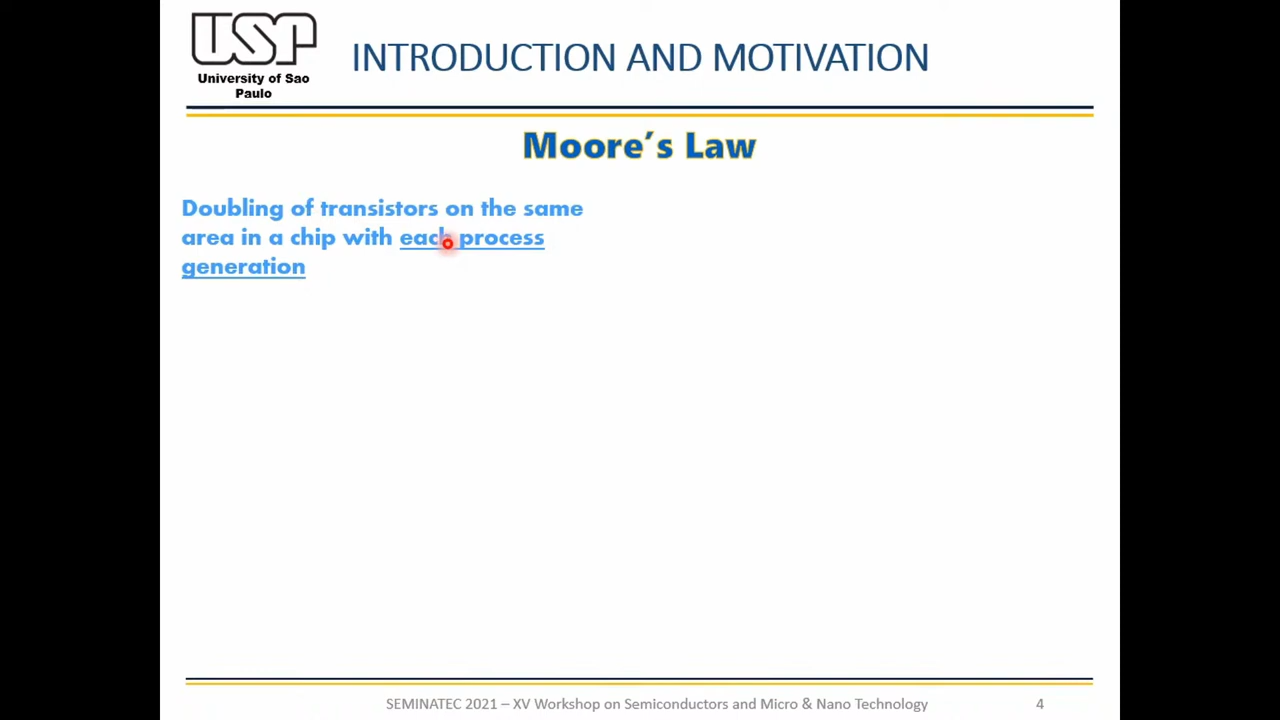 USP
University of Sao
Paulo
INTRODUCTION AND MOTIVATION
Moore's Law
Doubling of transistors on the same
area in a chip with each process
generation
SEMINATEC 2021 – XV Workshop on Semiconductors and Micro & Nano Technology
4